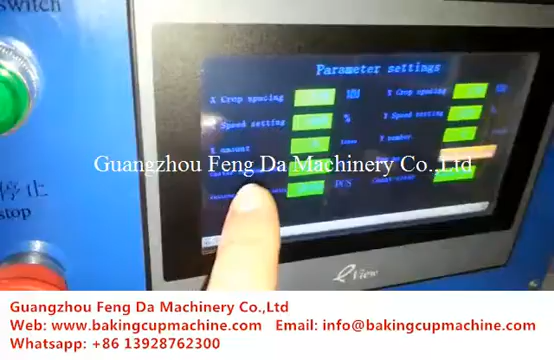 switch
Parameter settings
X Crop spacing MM Y Crop spacing
Speed setting % Y Speed setting
X amount Y number
Guangzhou Feng Da Machinery Co.,Ltd
PCS
停止
stop
eView
Guangzhou Feng Da Machinery Co.,Ltd
Web: www.bakingcupmachine.com Email: info@bakingcupmachine.com
Whatsapp: +86 13928762300